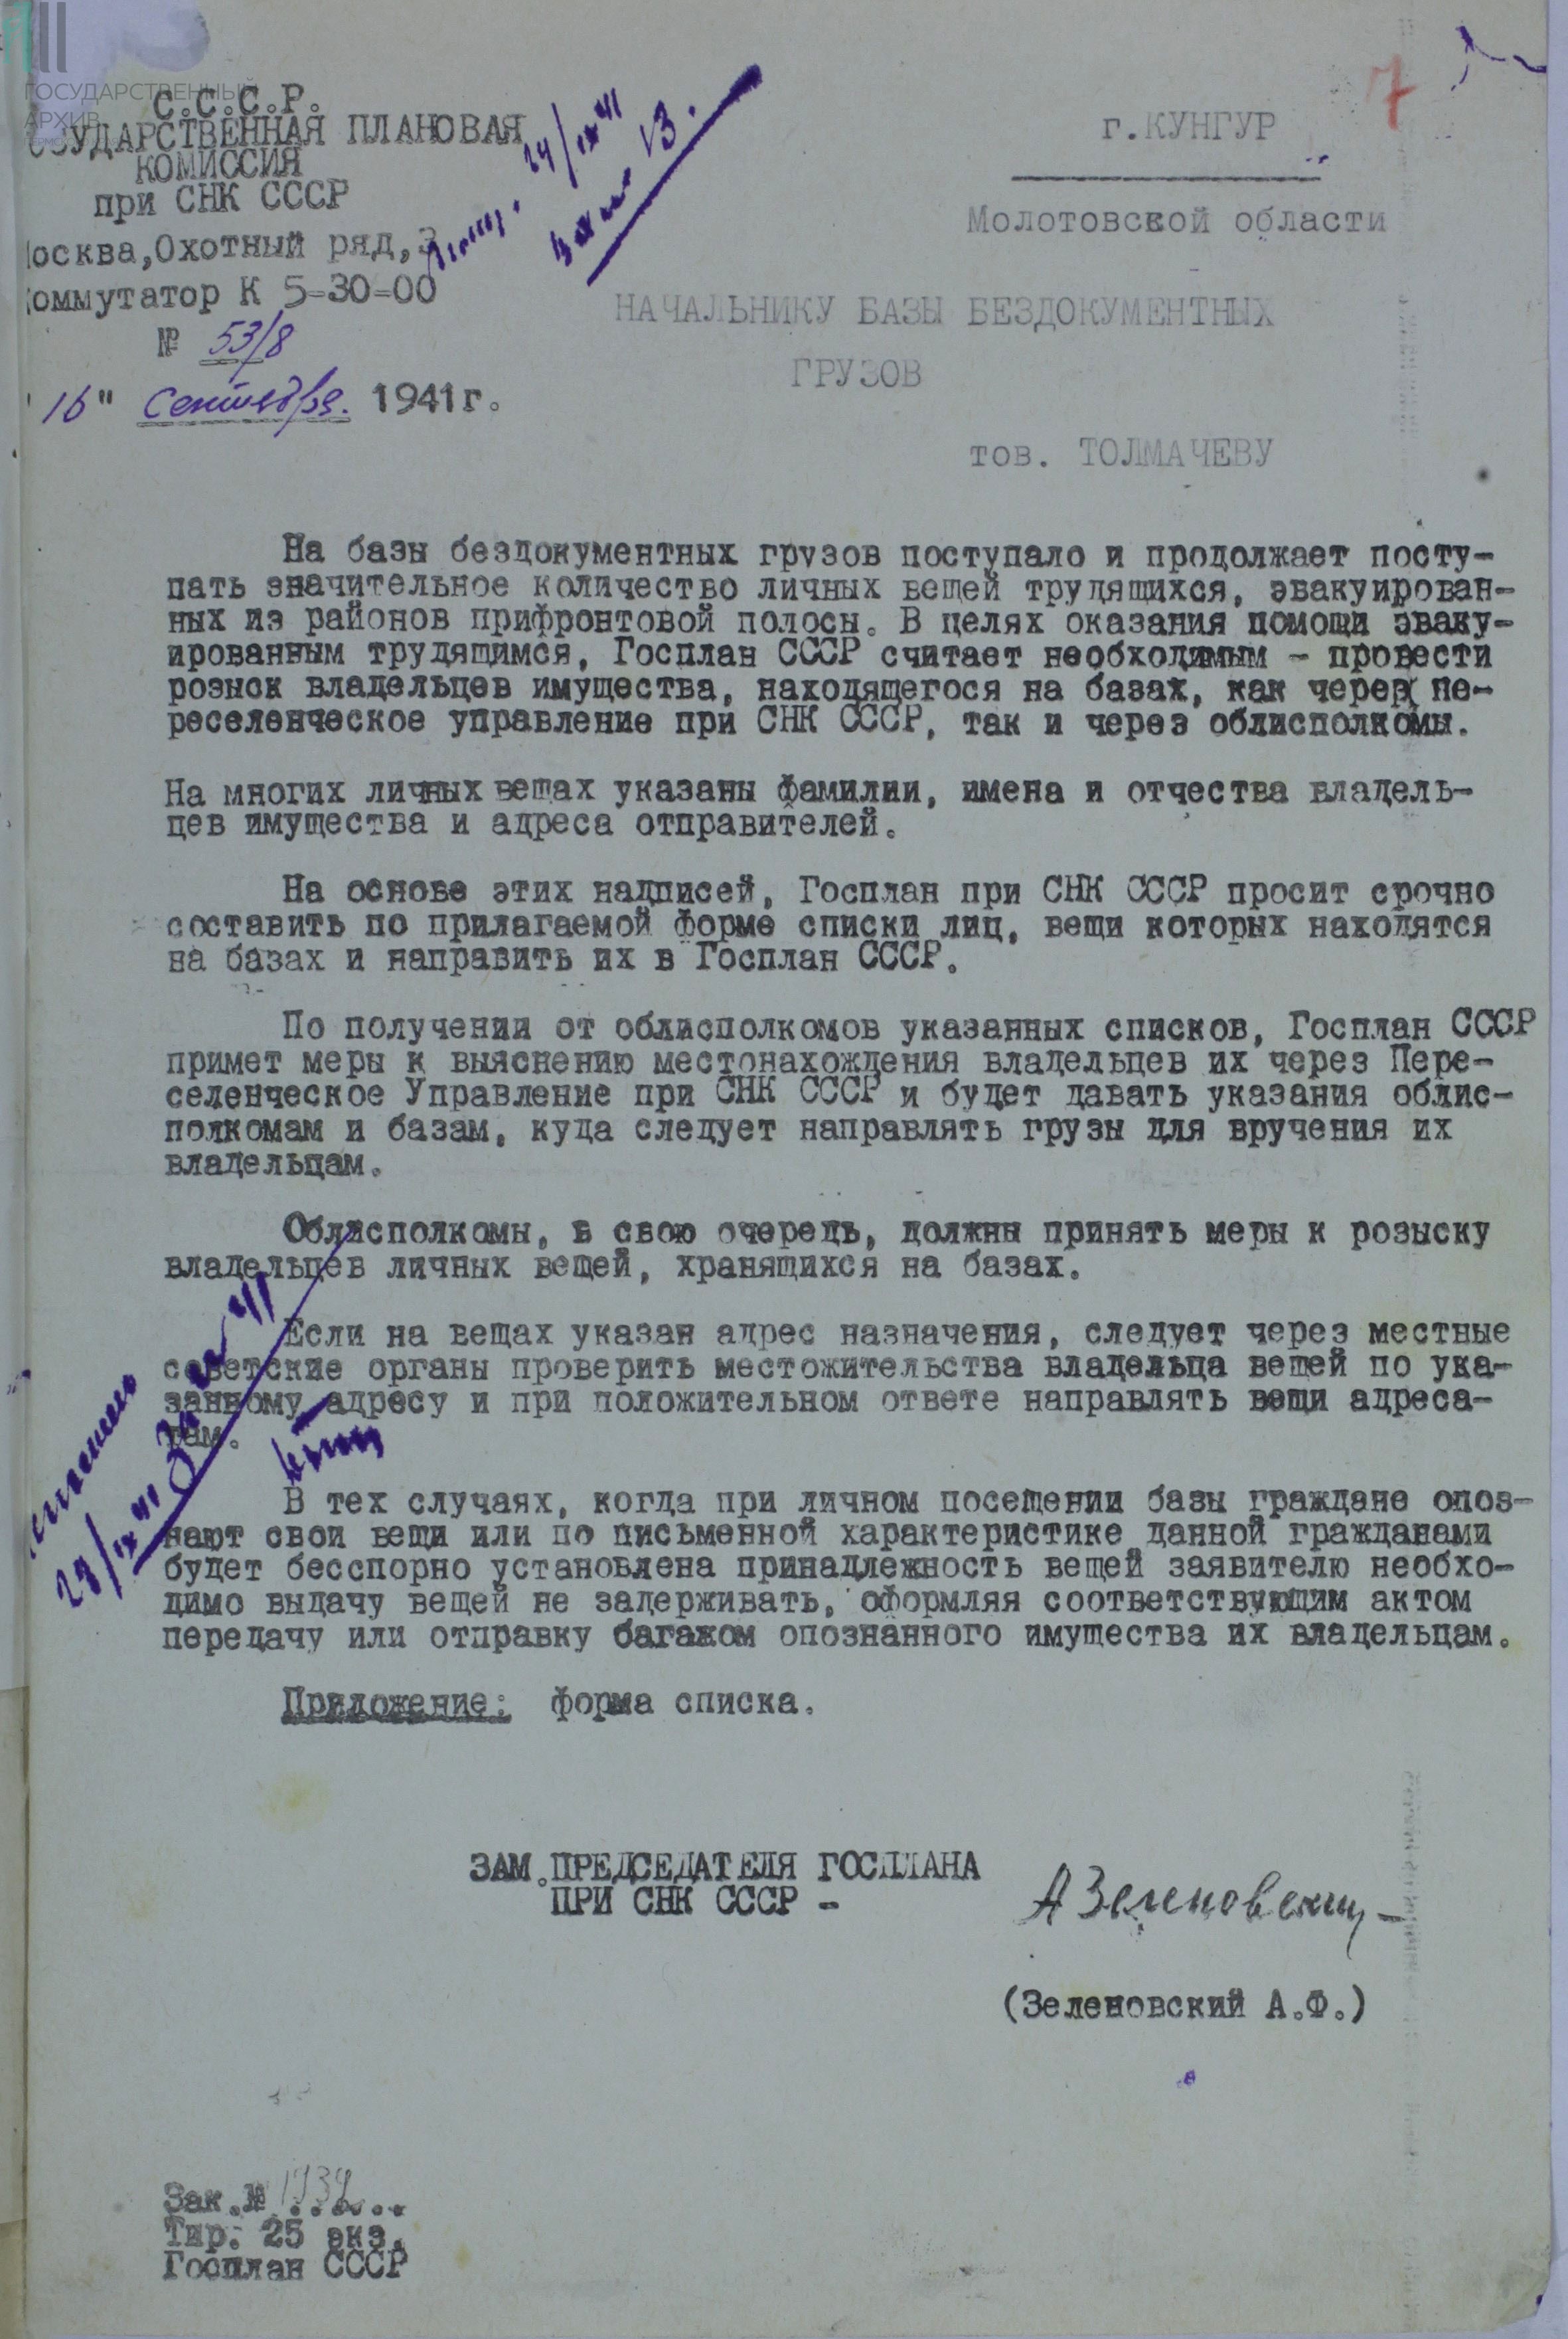 ГОСУДАРСТВЕННЫЙ
АРХИВ
С.С.С.Р.
ГОСУДАРСТВЕННАЯ ПЛАНОВАЯ
КОМИССИЯ
при СНК СССР
Москва,Охотный ряд,3
Коммутатор К 5-30-00
№ 53/8
"16" сентября. 1941г.
24/IX 41
7
г.КУНГУР
Молотовской области
НАЧАЛЬНИКУ БАЗЫ БЕЗДОКУМЕНТНЫХ
ГРУЗОВ
тов. ТОЛМАЧЕВУ
На базы бездокументных грузов поступало и продолжает посту-
пать значительное количество личных вещей трудящихся, эвакуирован-
ных из районов прифронтовой полосы. В целях оказания помощи эваку-
ированным трудящимся, Госплан СССР считает необходимым - провести
розыск владельцев имущества, находящегося на базах, как через пе-
реселенческое управление при СНК СССР, так и через облисполкомы.
На многих личных вещах указаны фамилии, имена и отчества владель-
цев имущества и адреса отправителей.
На основе этих надписей, Госплан при СНК СССР просит срочно
составить по прилагаемой форме списки лиц, вещи которых находятся
на базах и направить их в Госплан СССР.
По получении от облисполкомов указанных списков, Госплан СССР
примет меры к выяснению местонахождения владельцев их через Пере-
селенческое Управление при СНК СССР и будет давать указания облис-
полкомам и базам, куда следует направлять грузы для вручения их
владельцам.
Облисполкомы, в свою очередь, должны принять меры к розыску
владельцев личных вещей, хранящихся на базах.
Если на вещах указан адрес назначения, следует через местные
советские органы проверить местожительства владельца вещей по ука-
занному адресу и при положительном ответе направлять вещи адреса-
там.
В тех случаях, когда при личном посещении базы граждане опоз-
нают свои вещи или по письменной характеристике данной гражданами
будет бесспорно установлена принадлежность вещей заявителю необхо-
димо выдачу вещей не задерживать, оформляя соответствующим актом
передачу или отправку багажом опознанного имущества их владельцам.
Приложение: форма списка.
ЗАМ.ПРЕДСЕДАТЕЛЯ ГОСПЛАНА
ПРИ СНК СССР -
АЗеленовский
(Зеленовский А.Ф.)
Зак.№ 1932
Тир. 25 экз.
Госплан СССР